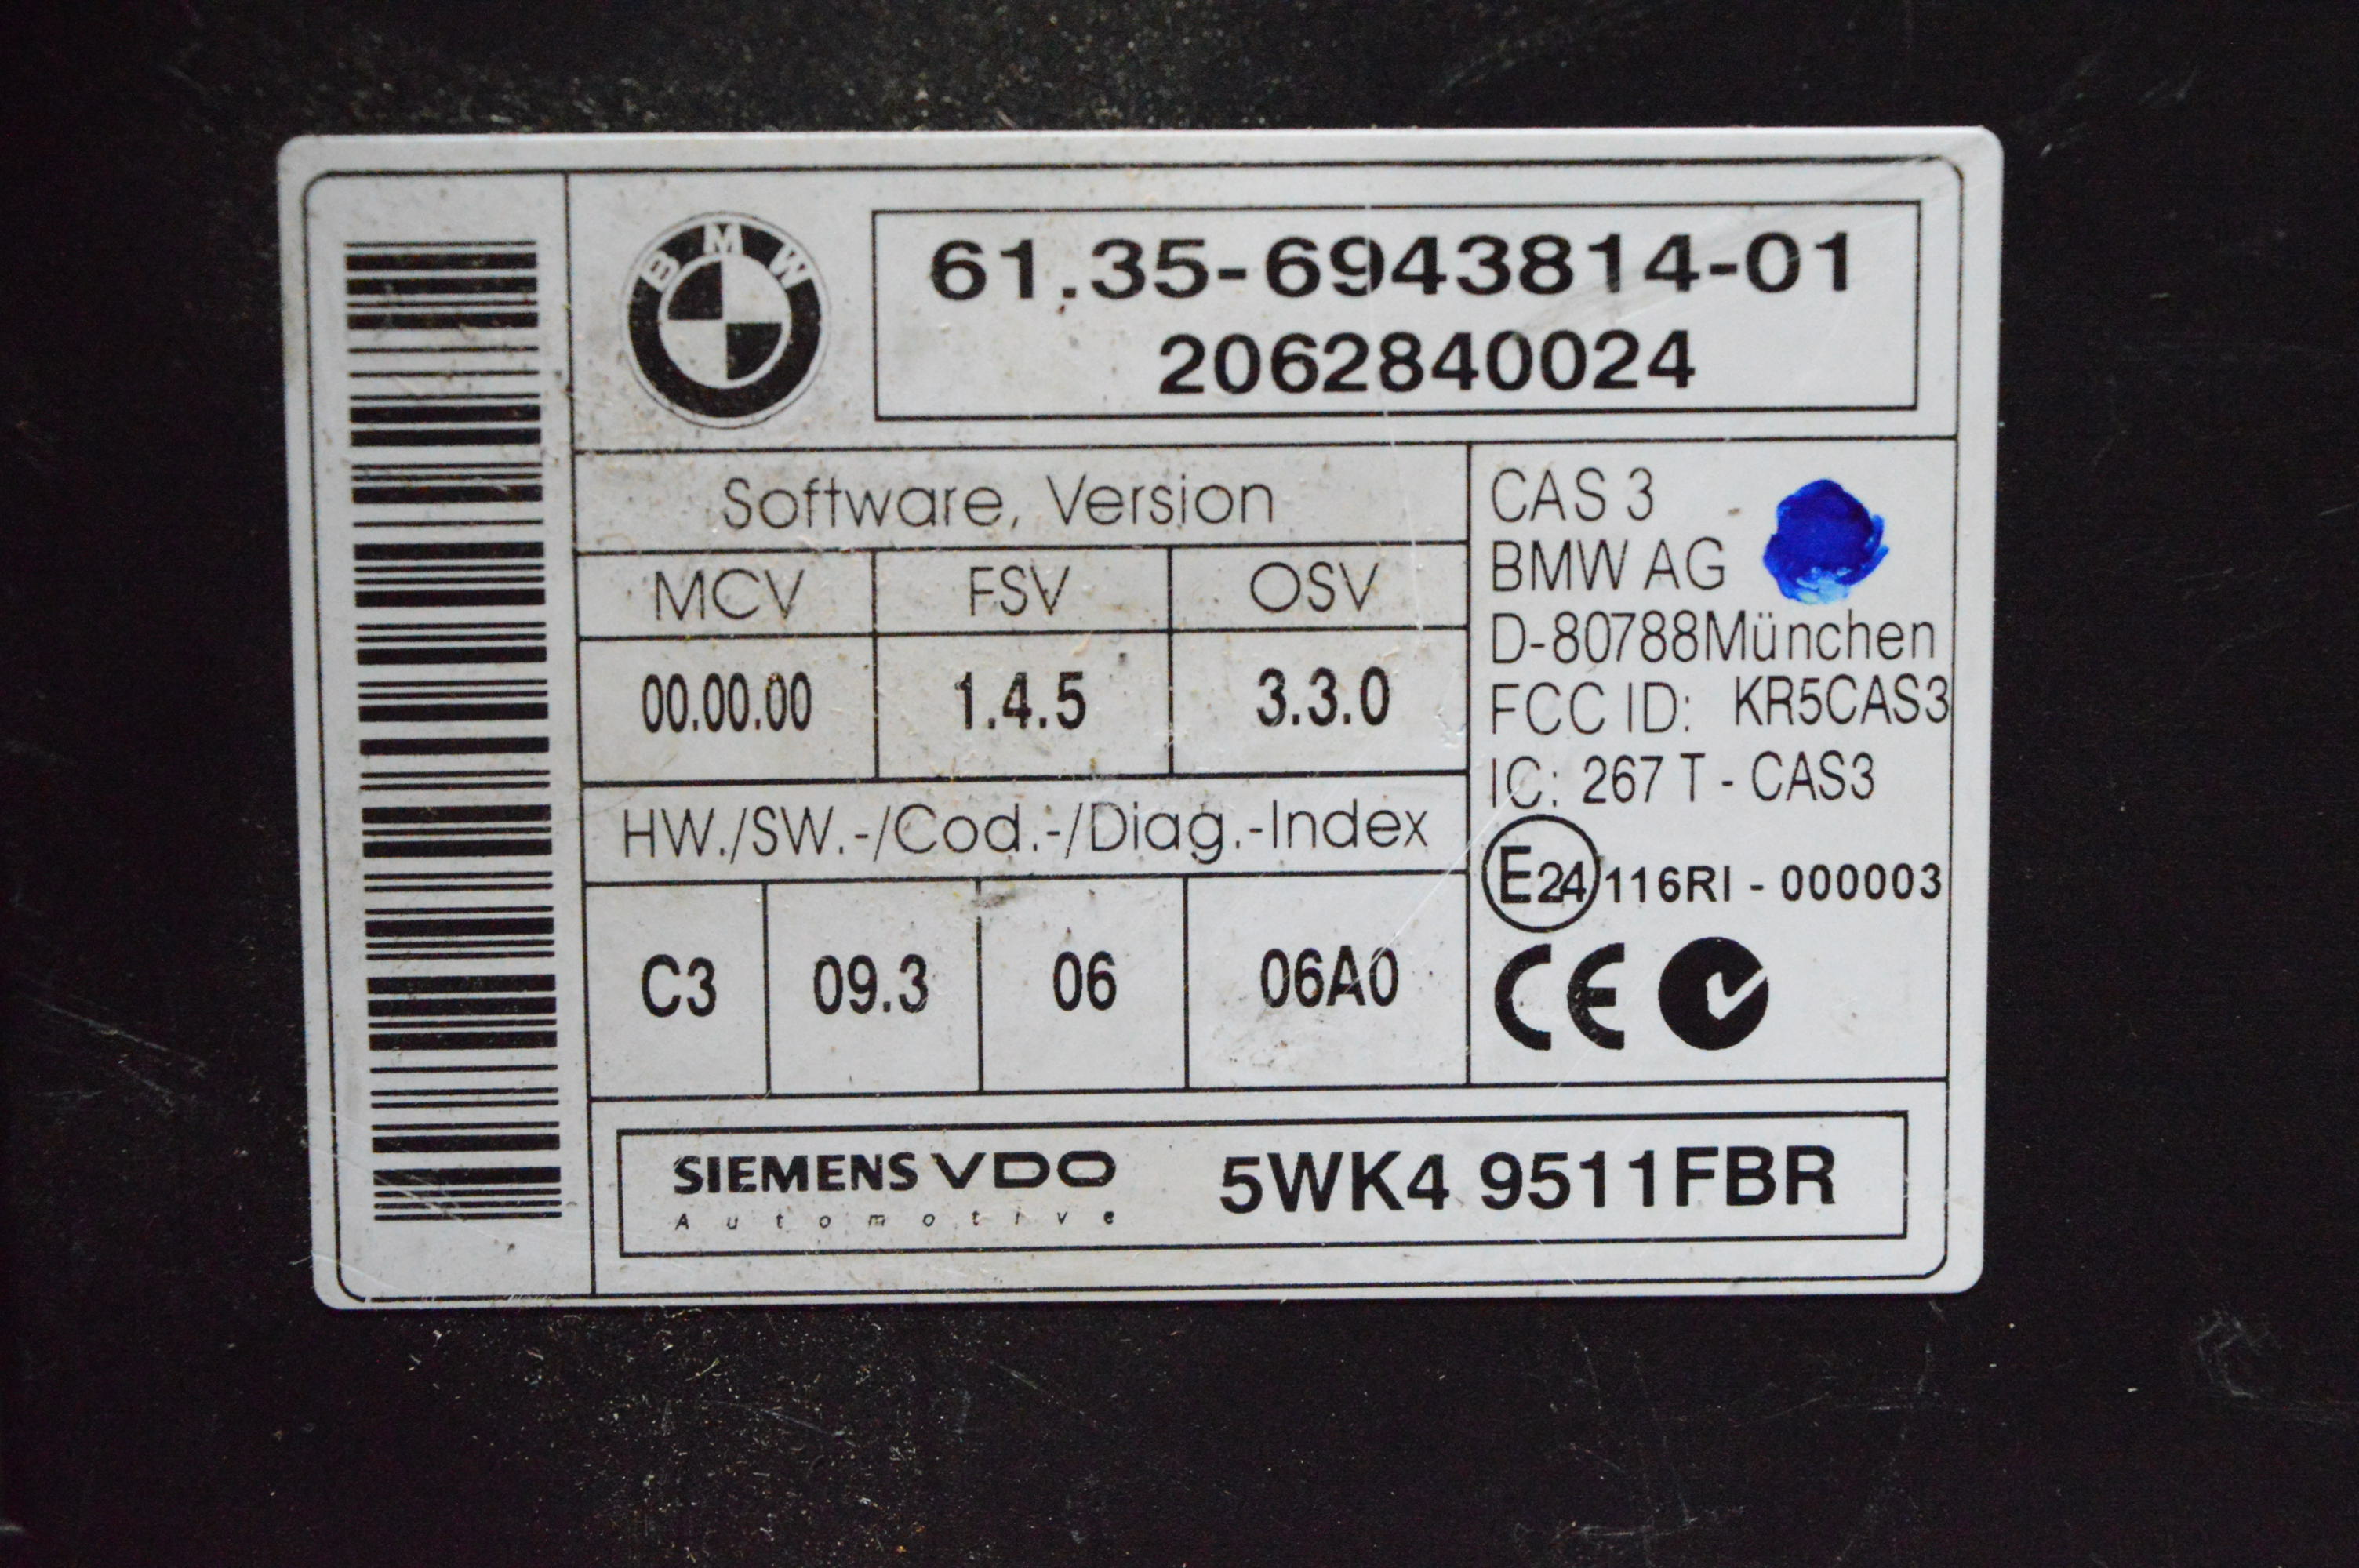 BMW
61.35-6943814-01
2062840024
Software, Version
MCV FSV OSV
00.00.00 1.4.5 3.3.0
HW./SW.-/Cod.-/Diag.-Index
C3 09.3 06 06A0
CAS 3
BMW AG
D-80788München
FCC ID: KR5CAS3
IC: 267 T - CAS3
E24 116RI - 000003
CE
SIEMENS VDO 5WK4 9511FBR
Automotive